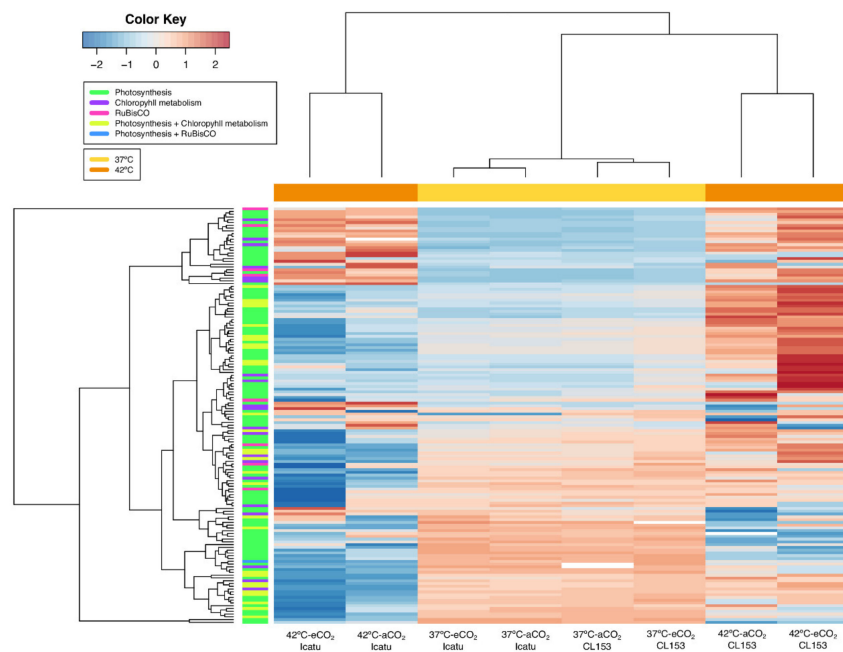 Color Key
-2 -1 0 1 2
Photosynthesis
Chloropyhll metabolism
RuBisCO
Photosynthesis + Chloropyhll metabolism
Photosynthesis + RuBisCO
37ºC
42ºC
42ºC-eCO₂ 42ºC-aCO₂ 37ºC-eCO₂ 37ºC-aCO₂ 37ºC-aCO₂ 37ºC-eCO₂ 42ºC-aCO₂ 42ºC-eCO₂
Icatu Icatu Icatu Icatu CL153 CL153 CL153 CL153